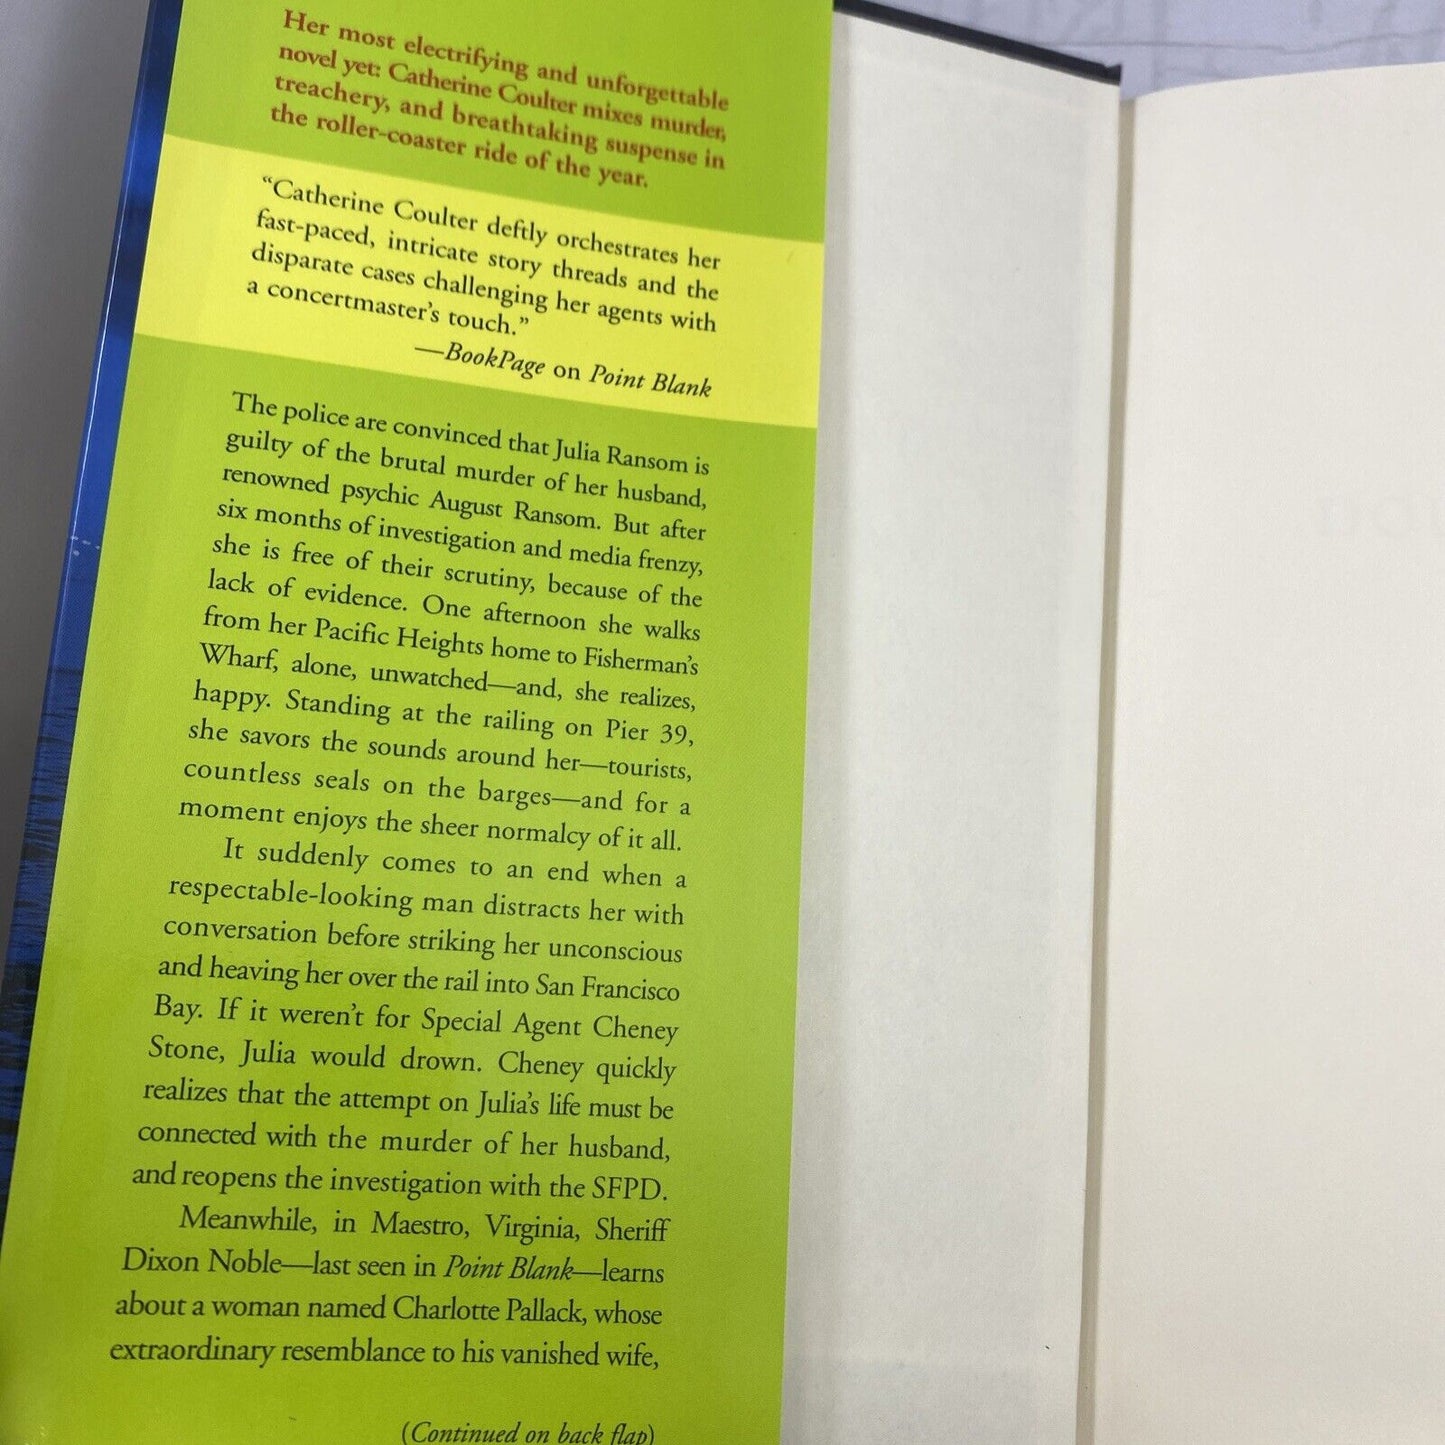 Her most electrifying and unforgettable
novel yet: Catherine Coulter mixes murder,
treachery, and breathtaking suspense in
the roller-coaster ride of the year.
“Catherine Coulter deftly orchestrates her
fast-paced, intricate story threads and the
disparate cases challenging her agents with
a concertmaster’s touch.”
—BookPage on Point Blank
The police are convinced that Julia Ransom is
guilty of the brutal murder of her husband,
renowned psychic August Ransom. But after
six months of investigation and media frenzy,
she is free of their scrutiny, because of the
lack of evidence. One afternoon she walks
from her Pacific Heights home to Fisherman’s
Wharf, alone, unwatched—and, she realizes,
happy. Standing at the railing on Pier 39,
she savors the sounds around her—tourists,
countless seals on the barges—and for a
moment enjoys the sheer normalcy of it all.
It suddenly comes to an end when a
respectable-looking man distracts her with
conversation before striking her unconscious
and heaving her over the rail into San Francisco
Bay. If it weren’t for Special Agent Cheney
Stone, Julia would drown. Cheney quickly
realizes that the attempt on Julia’s life must be
connected with the murder of her husband,
and reopens the investigation with the SFPD.
Meanwhile, in Maestro, Virginia, Sheriff
Dixon Noble—last seen in Point Blank—learns
about a woman named Charlotte Pallack, whose
extraordinary resemblance to his vanished wife,
(Continued on back flap)